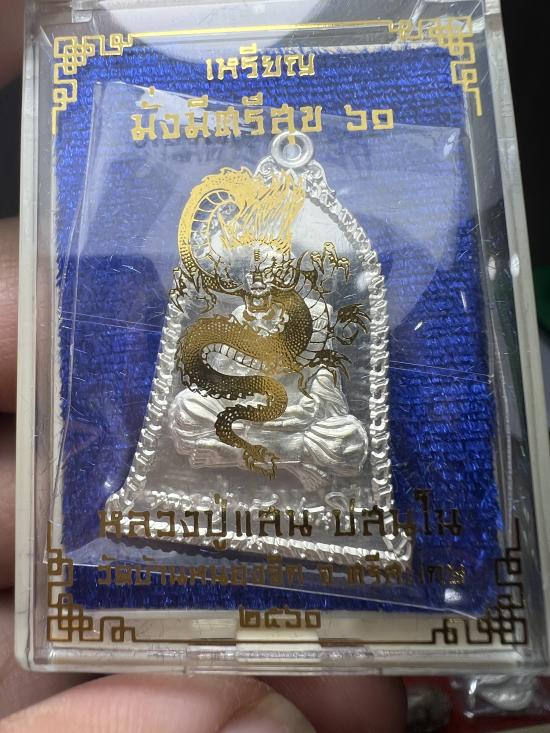 เหรียญ
มั่งมีศรีสุข ๖๐
หลวงปู่แสน ปสนฺโน
วัดบ้านหนองจิก จ.ศรีสะเกษ
๒๕๖๐